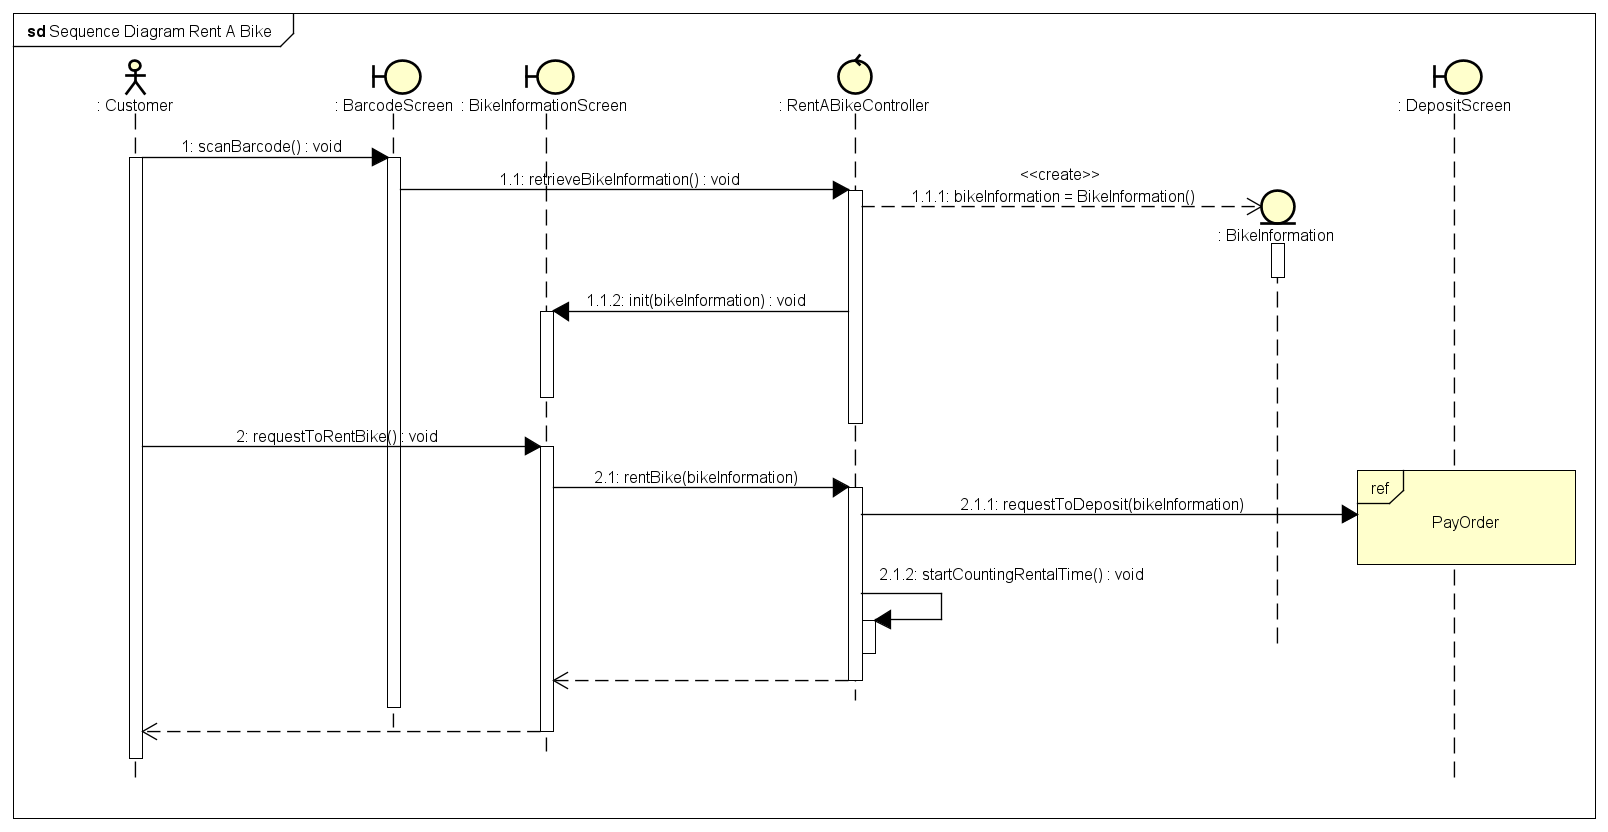 sd Sequence Diagram Rent A Bike
: Customer
: BarcodeScreen
: BikeInformationScreen
: RentABikeController
: DepositScreen
1: scanBarcode() : void
1.1: retrieveBikeInformation() : void
<<create>>
1.1.1: bikeInformation = BikeInformation()
: BikeInformation
1.1.2: init(bikeInformation) : void
2: requestToRentBike() : void
2.1: rentBike(bikeInformation)
ref
2.1.1: requestToDeposit(bikeInformation)
PayOrder
2.1.2: startCountingRentalTime() : void